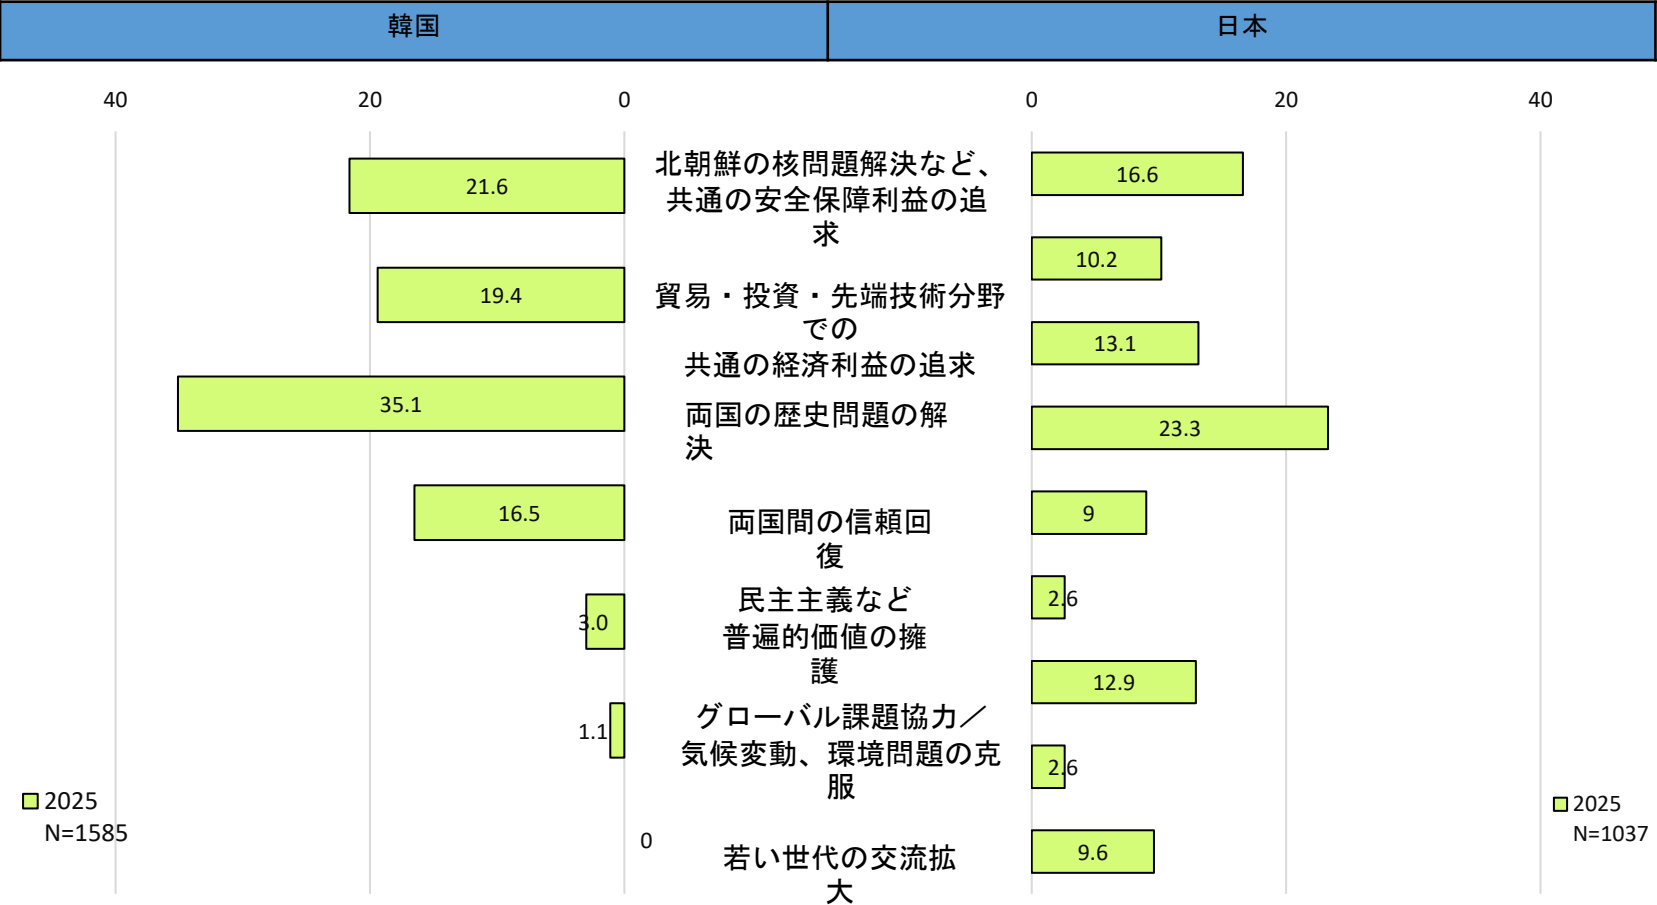 韓国
日本
40
20
0
0
20
40
21.6
19.4
35.1
16.5
3.0
1.1
0
北朝鮮の核問題解決など、
共通の安全保障利益の追
求
貿易・投資・先端技術分野
での
共通の経済利益の追求
両国の歴史問題の解
決
両国間の信頼回
復
民主主義など
普遍的価値の擁
護
グローバル課題協力／
気候変動、環境問題の克
服
若い世代の交流拡
大
16.6
10.2
13.1
23.3
9
2.6
12.9
2.6
9.6
2025
N=1585
2025
N=1037